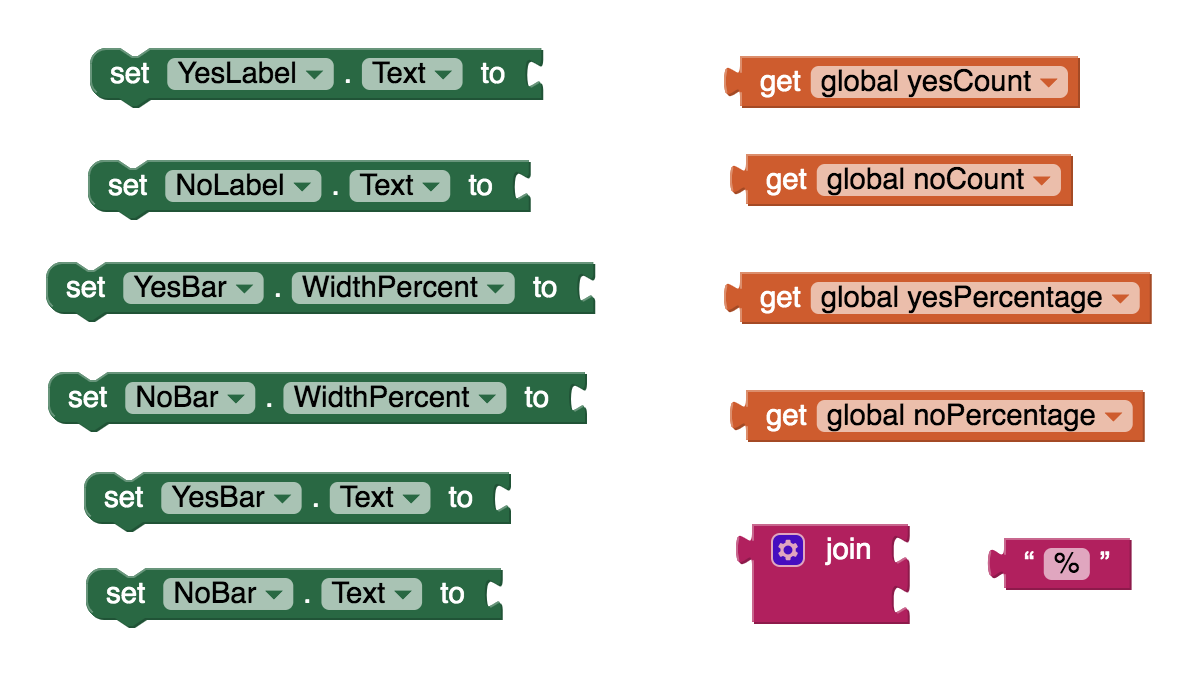 set YesLabel . Text to
set NoLabel . Text to
set YesBar . WidthPercent to
set NoBar . WidthPercent to
set YesBar . Text to
set NoBar . Text to
get global yesCount
get global noCount
get global yesPercentage
get global noPercentage
join
“ % ”